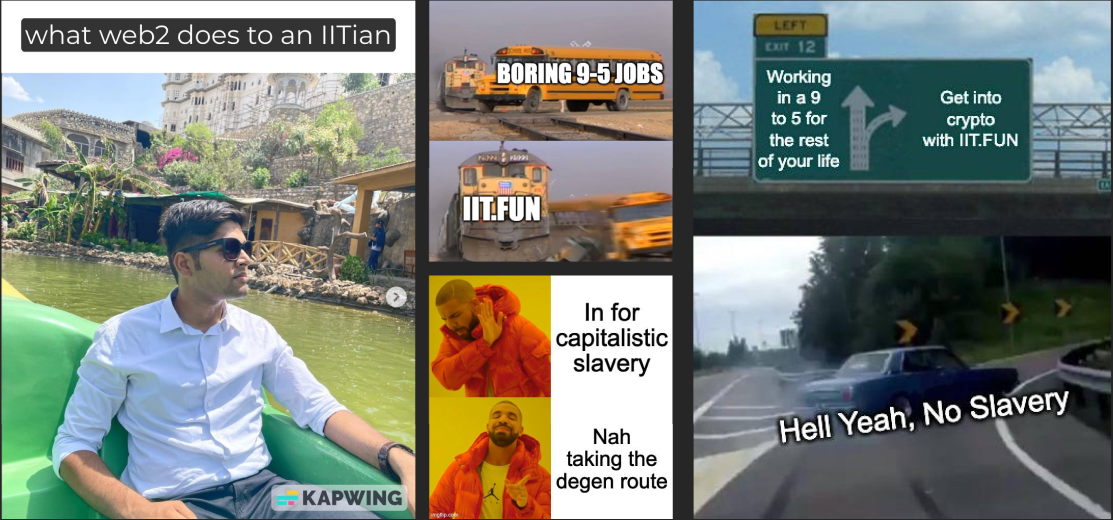 what web2 does to an IITian
KAPWING
BORING 9-5 JOBS
IIT.FUN
In for
capitalistic
slavery
Nah
taking the
degen route
imgflip.com
LEFT
EXIT 12
Working
in a 9
to 5 for
the rest
of your life
Get into
crypto
with IIT.FUN
Hell Yeah, No Slavery